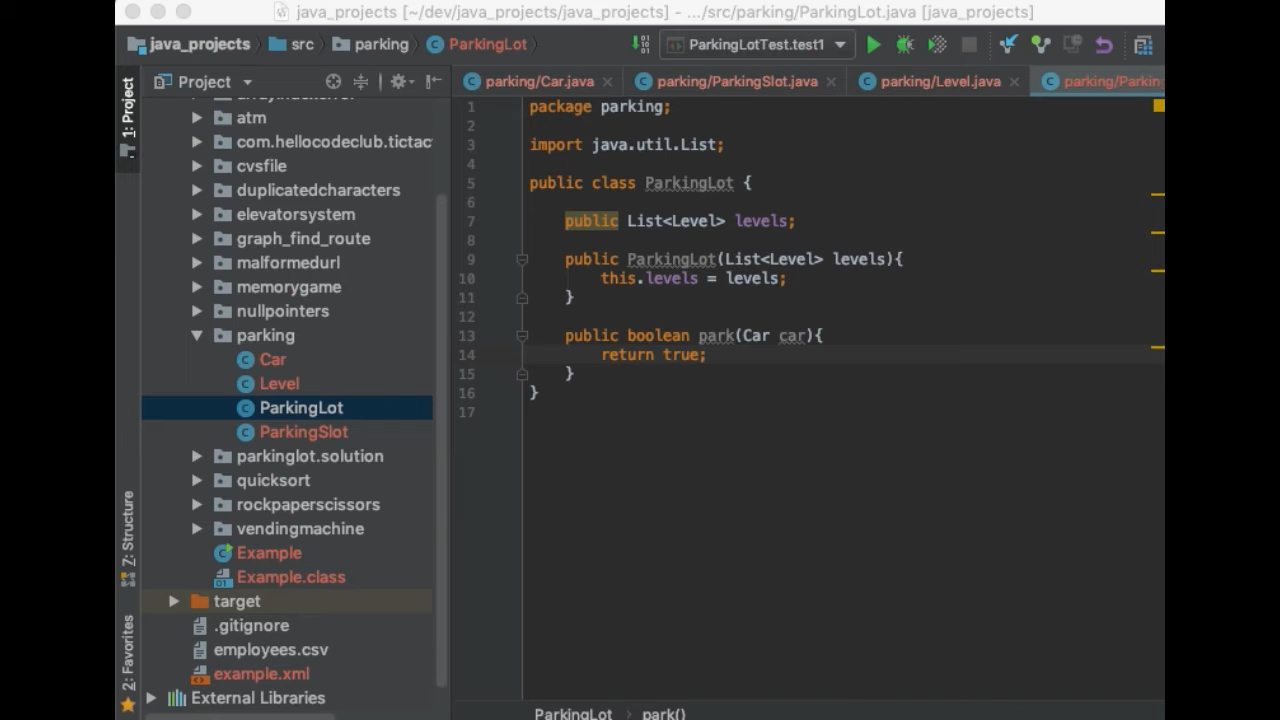 java_projects [~/dev/java_projects/java_projects] - .../src/parking/ParkingLot.java [java_projects]
java_projects src parking ParkingLot ParkingLotTest.test1
1: Project
Project
parking/Car.java parking/ParkingSlot.java parking/Level.java parking/Parkin
atm
com.hellocodeclub.tictac
cvsfile
duplicatedcharacters
elevatorsystem
graph_find_route
malformedurl
memorygame
nullpointers
parking
Car
Level
ParkingLot
ParkingSlot
parkinglot.solution
quicksort
rockpaperscissors
vendingmachine
Example
Example.class
target
.gitignore
employees.csv
example.xml
External Libraries
Z: Structure
2: Favorites
1 package parking;
2
3 import java.util.List;
4
5 public class ParkingLot {
6
7 public List<Level> levels;
8
9 public ParkingLot(List<Level> levels){
10 this.levels = levels;
11 }
12
13 public boolean park(Car car){
14 return true;
15 }
16 }
17
ParkingLot › park()